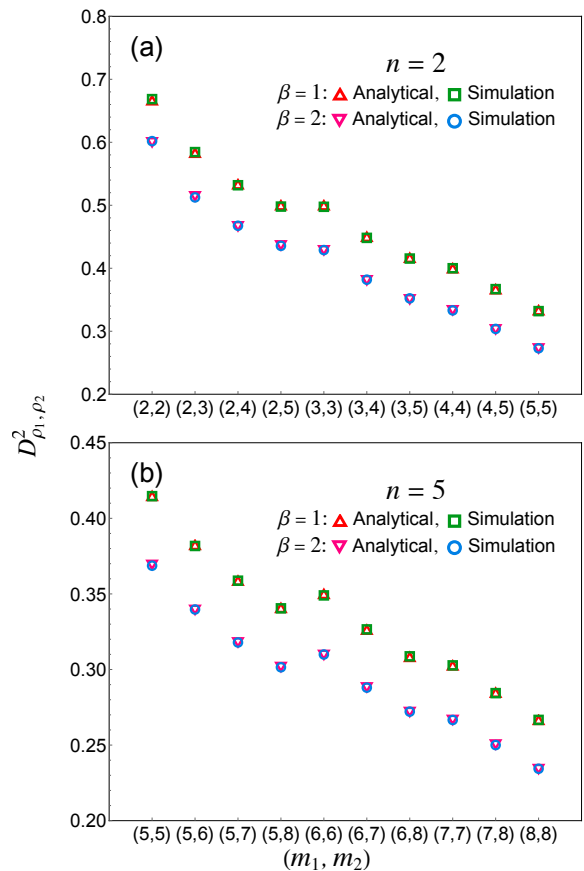 0.8
(a)
n = 2
β = 1: Analytical, Simulation
β = 2: Analytical, Simulation
0.7
0.6
0.5
0.4
0.3
0.2
(2,2) (2,3) (2,4) (2,5) (3,3) (3,4) (3,5) (4,4) (4,5) (5,5)
D²ρ₁, ρ₂
0.45
(b)
n = 5
β = 1: Analytical, Simulation
β = 2: Analytical, Simulation
0.40
0.35
0.30
0.25
0.20
(5,5) (5,6) (5,7) (5,8) (6,6) (6,7) (6,8) (7,7) (7,8) (8,8)
(m₁, m₂)